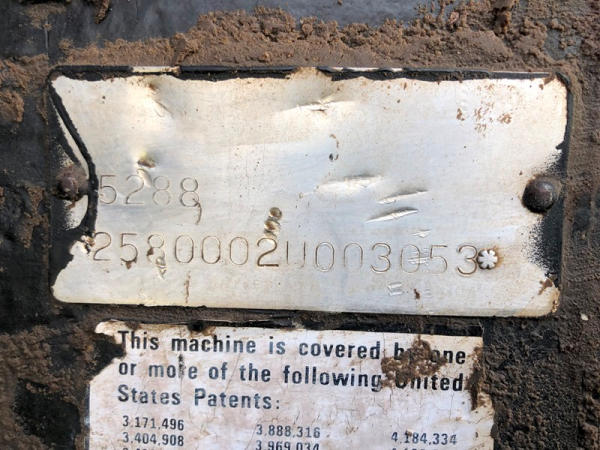 5288
2580002U003053*
This machine is covered by one
or more of the following United
States Patents:
3,171,496 3,888,316
3,404,908 3,969,034 4,184,334